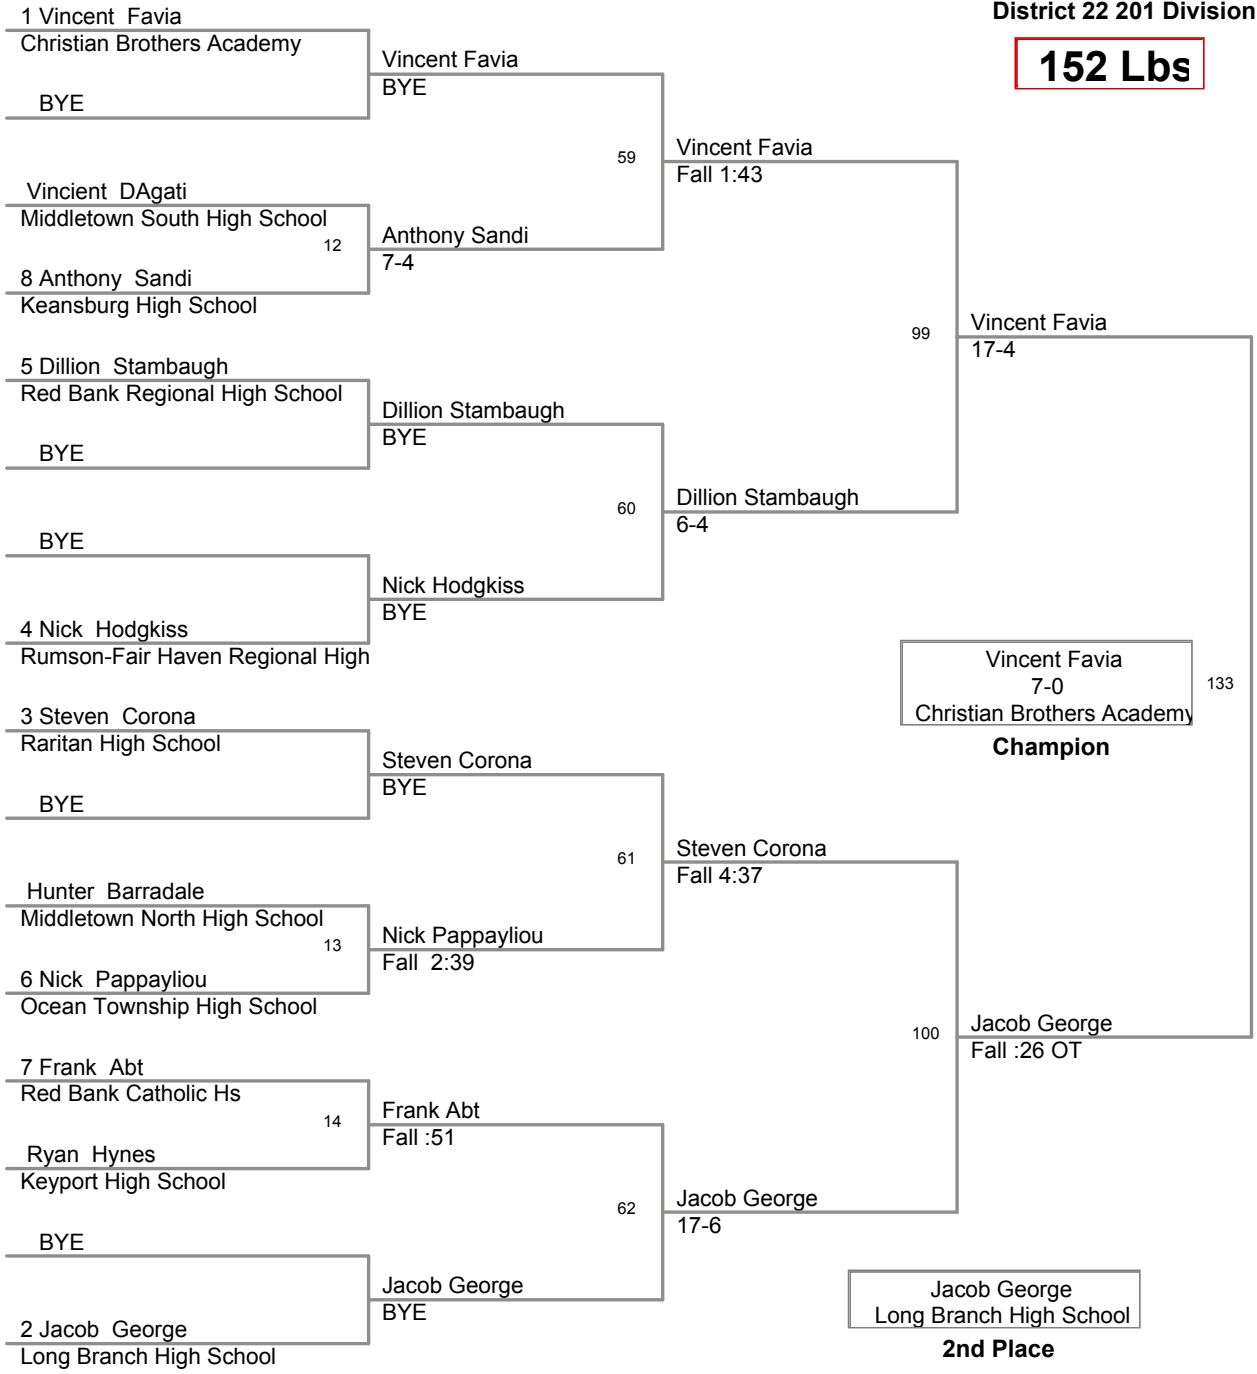 District 22 201 Division
152 Lbs
1 Vincent Favia
Christian Brothers Academy
BYE
Vincient DAgati
Middletown South High School
12
8 Anthony Sandi
Keansburg High School
5 Dillion Stambaugh
Red Bank Regional High School
BYE
BYE
4 Nick Hodgkiss
Rumson-Fair Haven Regional High
3 Steven Corona
Raritan High School
BYE
Hunter Barradale
Middletown North High School
13
6 Nick Pappayliou
Ocean Township High School
7 Frank Abt
Red Bank Catholic Hs
14
Ryan Hynes
Keyport High School
BYE
2 Jacob George
Long Branch High School
Vincent Favia
BYE
59
Anthony Sandi
7-4
Dillion Stambaugh
BYE
60
Nick Hodgkiss
BYE
Steven Corona
BYE
61
Nick Pappayliou
Fall 2:39
Frank Abt
Fall :51
62
Jacob George
BYE
Vincent Favia
Fall 1:43
99
Dillion Stambaugh
6-4
Steven Corona
Fall 4:37
100
Jacob George
17-6
Vincent Favia
17-4
133
Jacob George
Fall :26 OT
Vincent Favia
7-0
Christian Brothers Academy
Champion
Jacob George
Long Branch High School
2nd Place